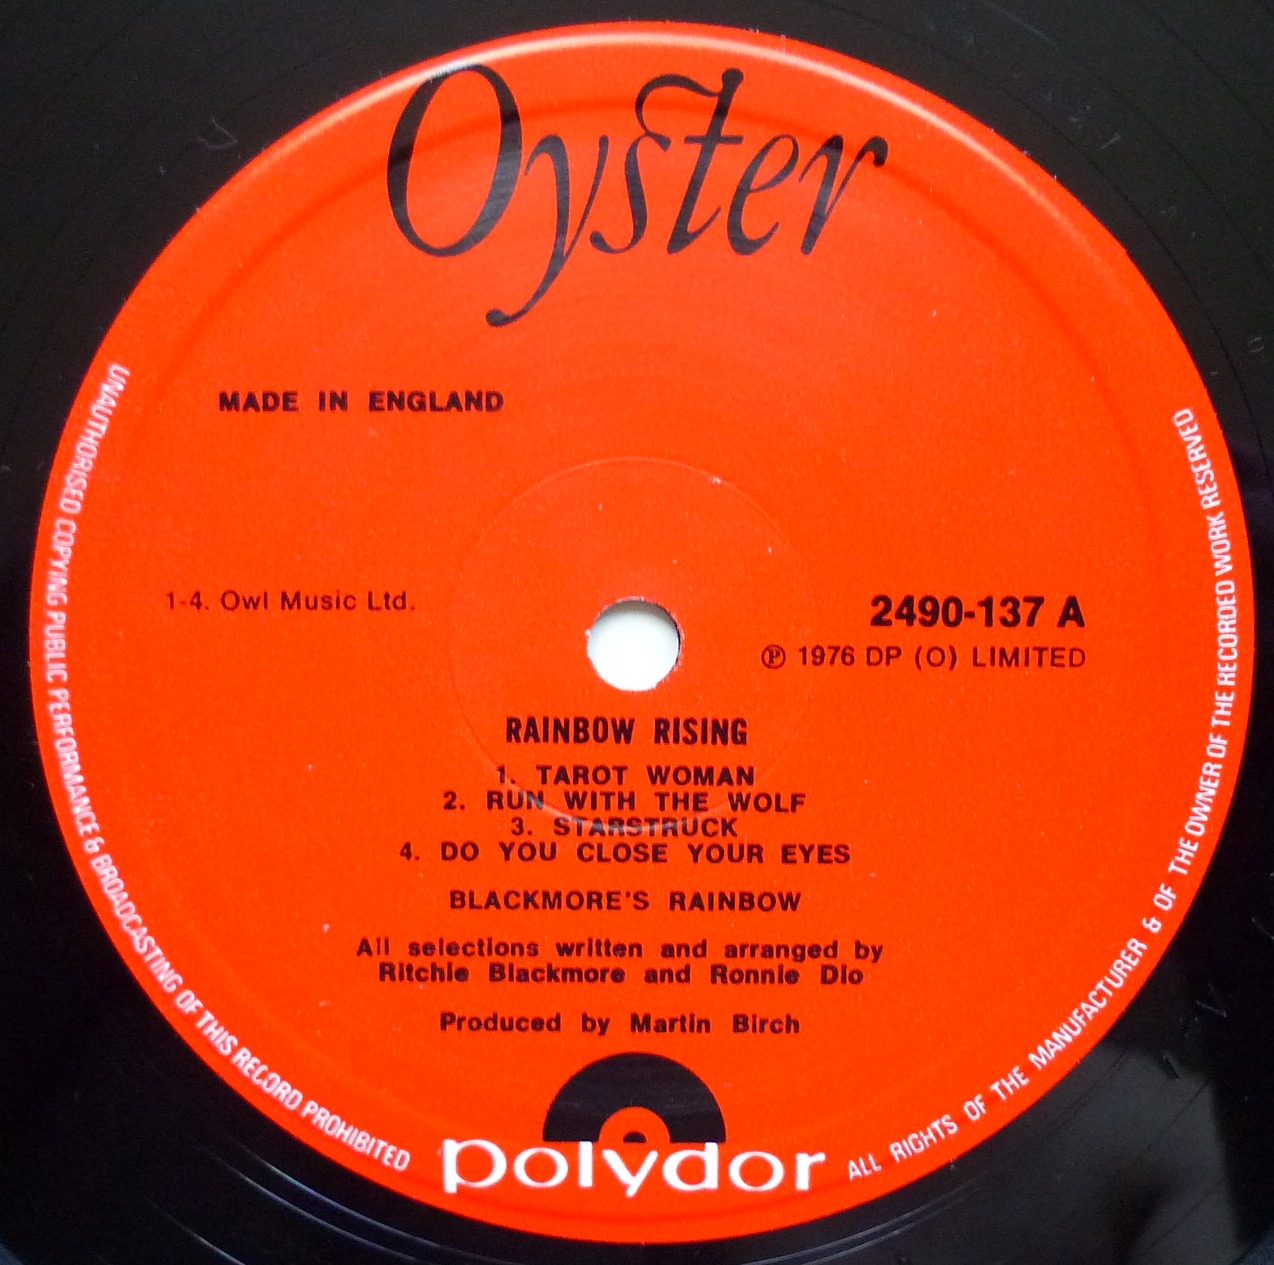 Oyster
MADE IN ENGLAND
1-4. Owl Music Ltd.
2490-137 A
℗ 1976 DP (O) LIMITED
RAINBOW RISING
1. TAROT WOMAN
2. RUN WITH THE WOLF
3. STARSTRUCK
4. DO YOU CLOSE YOUR EYES
BLACKMORE'S RAINBOW
All selections written and arranged by
Ritchie Blackmore and Ronnie Dio
Produced by Martin Birch
polydor
UNAUTHORISED COPYING PUBLIC PERFORMANCE & BROADCASTING OF THIS RECORD PROHIBITED
ALL RIGHTS OF THE MANUFACTURER & OF THE OWNER OF THE RECORDED WORK RESERVED